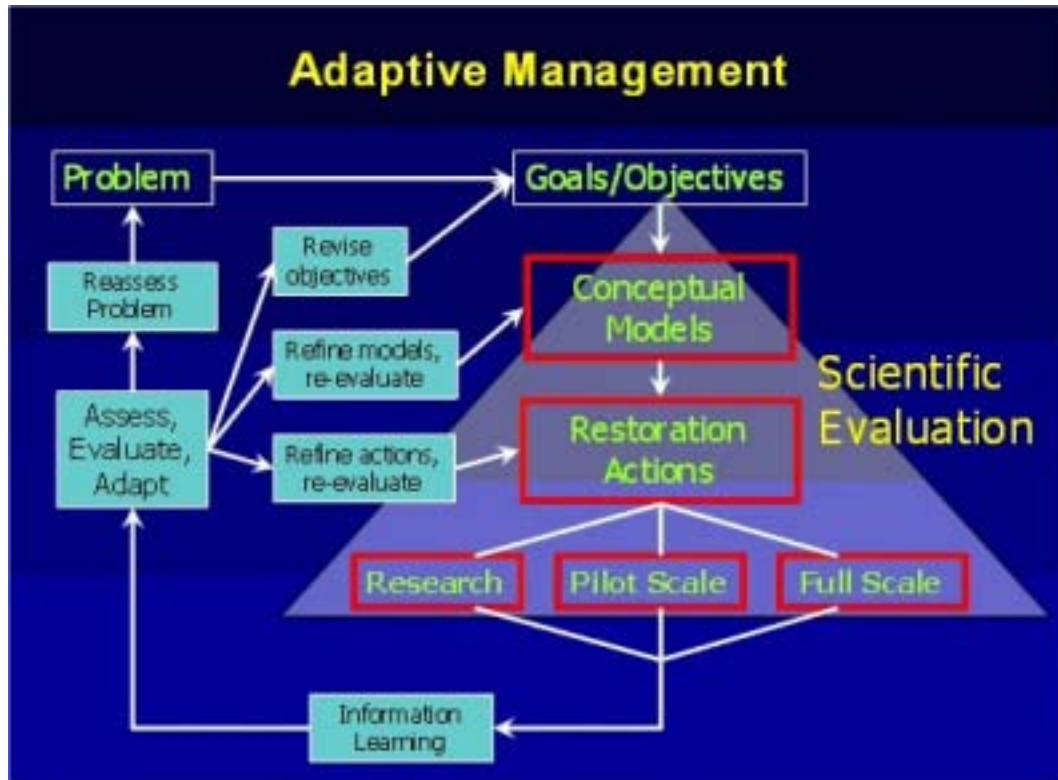 Adaptive Management
Problem
Goals/Objectives
Revise
objectives
Reassess
Problem
Conceptual
Models
Refine models,
re-evaluate
Scientific
Evaluation
Assess,
Evaluate,
Adapt
Restoration
Actions
Refine actions,
re-evaluate
Research
Pilot Scale
Full Scale
Information
Learning